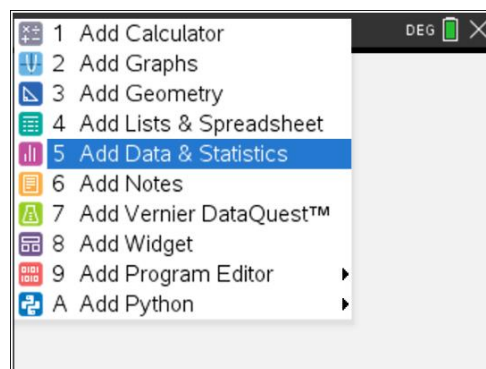 1 Add Calculator
DEG
2 Add Graphs
3 Add Geometry
4 Add Lists & Spreadsheet
5 Add Data & Statistics
6 Add Notes
7 Add Vernier DataQuest™
8 Add Widget
9 Add Program Editor
A Add Python